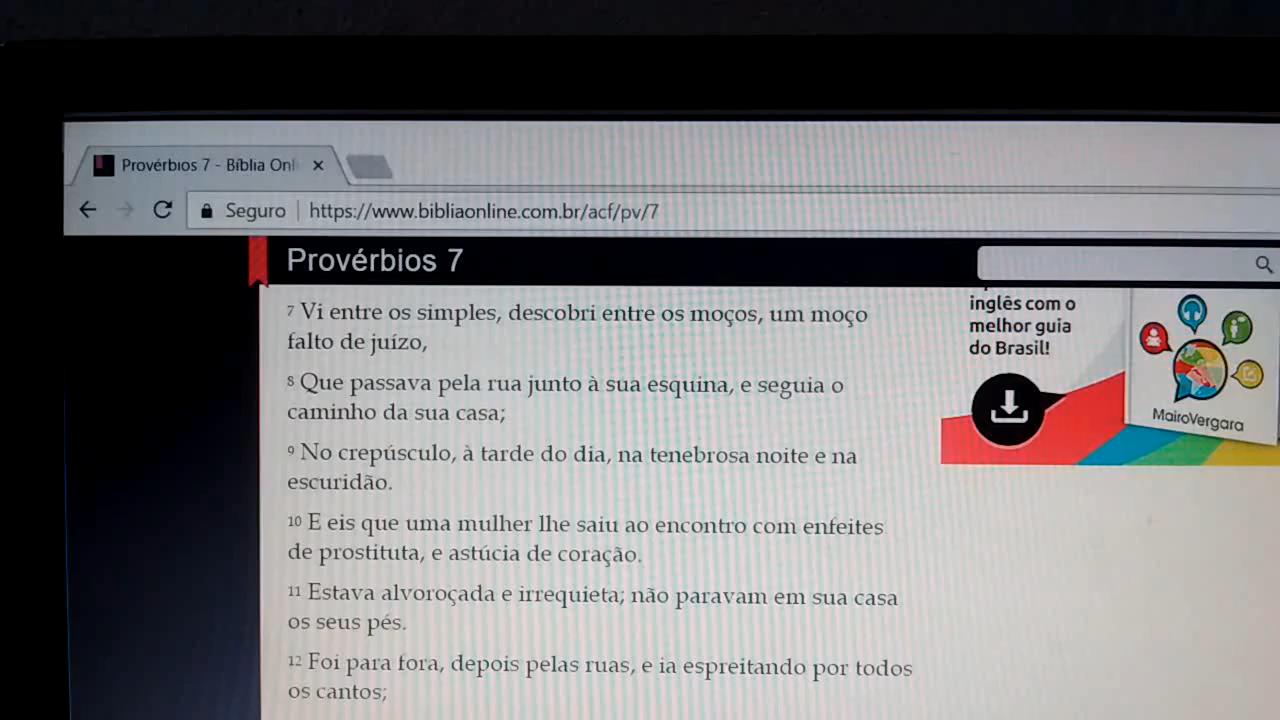 Provérbios 7 - Bíblia Onl
Seguro | https://www.bibliaonline.com.br/acf/pv/7
Provérbios 7
7 Vi entre os simples, descobri entre os moços, um moço
falto de juízo,
8 Que passava pela rua junto à sua esquina, e seguia o
caminho da sua casa;
9 No crepúsculo, à tarde do dia, na tenebrosa noite e na
escuridão.
10 E eis que uma mulher lhe saiu ao encontro com enfeites
de prostituta, e astúcia de coração.
11 Estava alvoroçada e irrequieta; não paravam em sua casa
os seus pés.
12 Foi para fora, depois pelas ruas, e ia espreitando por todos
os cantos;
inglês com o
melhor guia
do Brasil!
MairoVergara